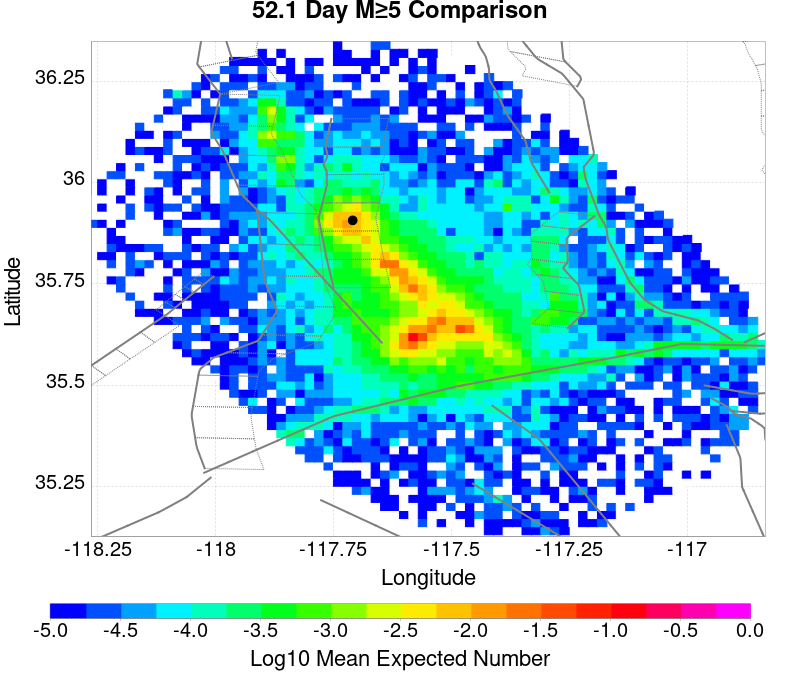 52.1 Day M≥5 Comparison
36.25
36
35.75
35.5
35.25
Latitude
-118.25 -118 -117.75 -117.5 -117.25 -117
Longitude
-5.0 -4.5 -4.0 -3.5 -3.0 -2.5 -2.0 -1.5 -1.0 -0.5 0.0
Log10 Mean Expected Number